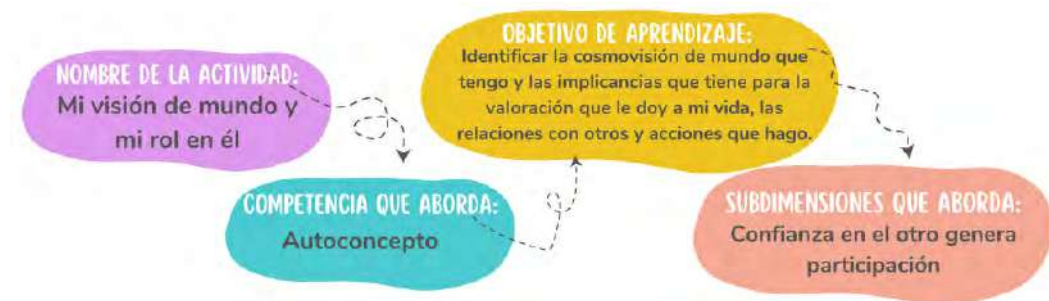 NOMBRE DE LA ACTIVIDAD:
Mi visión de mundo y
mi rol en él
COMPETENCIA QUE ABORDA:
Autoconcepto
OBJETIVO DE APRENDIZAJE:
Identificar la cosmovisión de mundo que
tengo y las implicancias que tiene para la
valoración que le doy a mi vida, las
relaciones con otros y acciones que hago.
SUBDIMENSIONES QUE ABORDA:
Confianza en el otro genera
participación